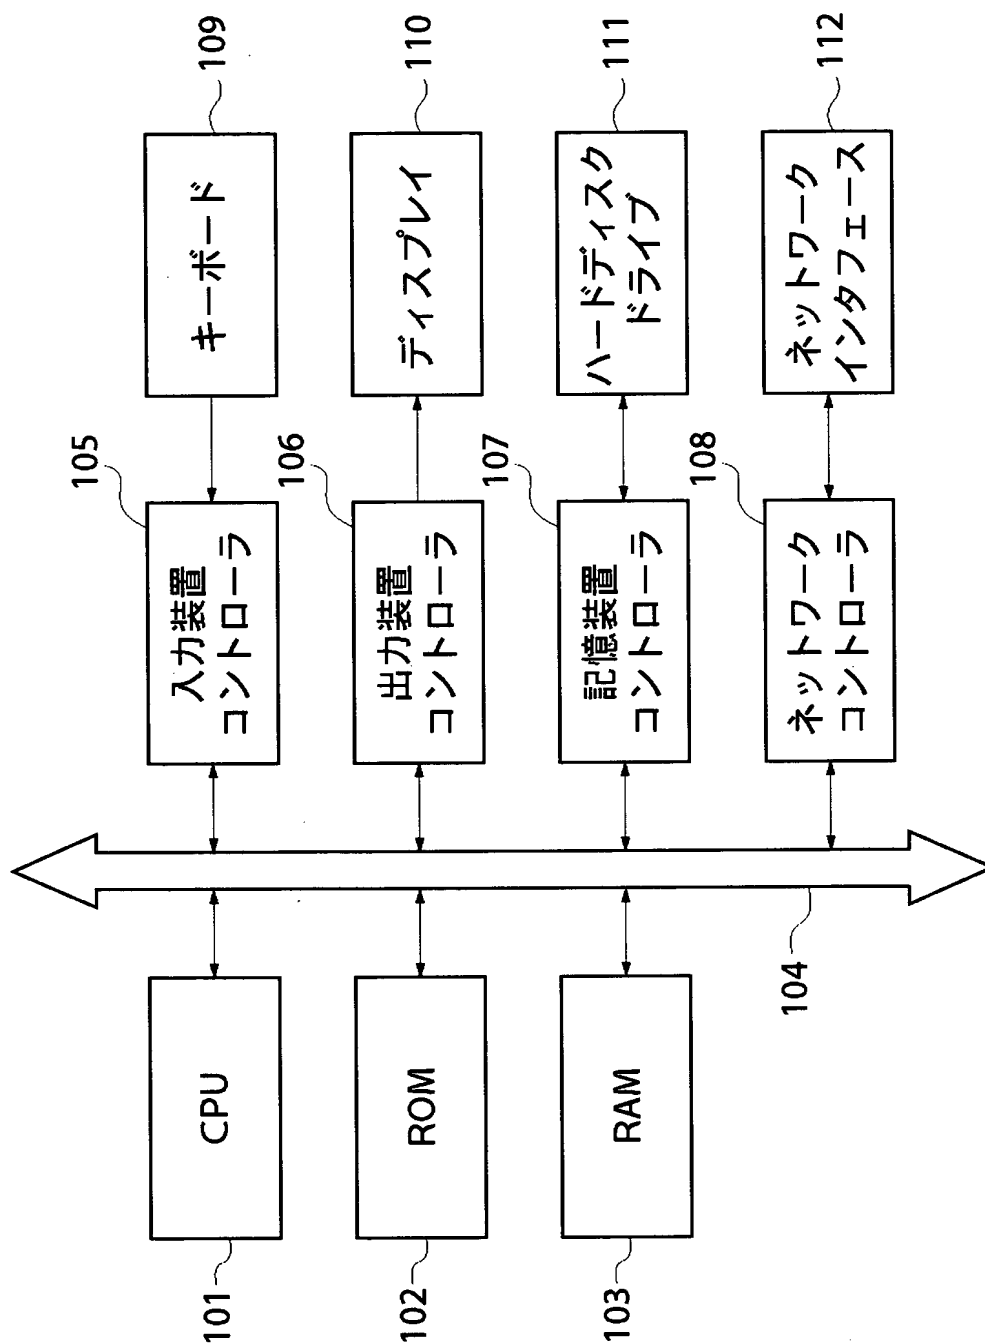 101
CPU
102
ROM
103
RAM
104
105
入力装置
コントローラ
106
出力装置
コントローラ
107
記憶装置
コントローラ
108
ネットワーク
コントローラ
109
キーボード
110
ディスプレイ
111
ハードディスク
ドライブ
112
ネットワーク
インタフェース